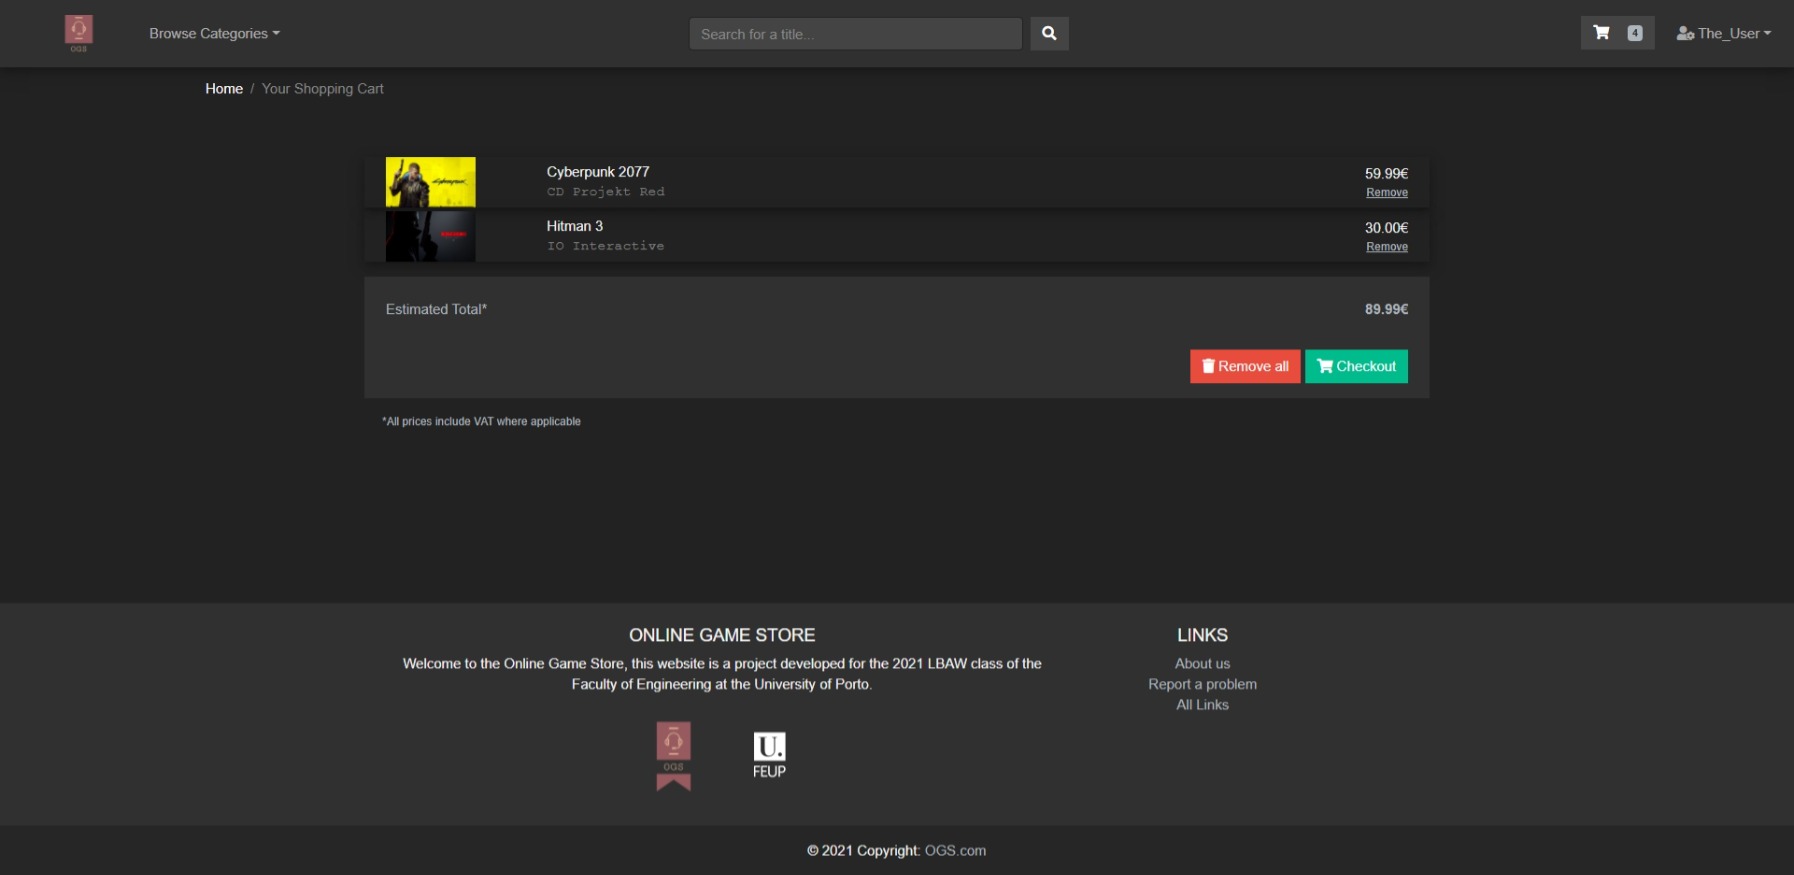 OGS
Browse Categories
Search for a title...
4
The_User
Home / Your Shopping Cart
Cyberpunk 2077
CD Projekt Red
59.99€
Remove
Hitman 3
IO Interactive
30.00€
Remove
Estimated Total*
89.99€
Remove all
Checkout
*All prices include VAT where applicable
ONLINE GAME STORE
Welcome to the Online Game Store, this website is a project developed for the 2021 LBAW class of the
Faculty of Engineering at the University of Porto.
OGS
U.
FEUP
LINKS
About us
Report a problem
All Links
© 2021 Copyright: OGS.com